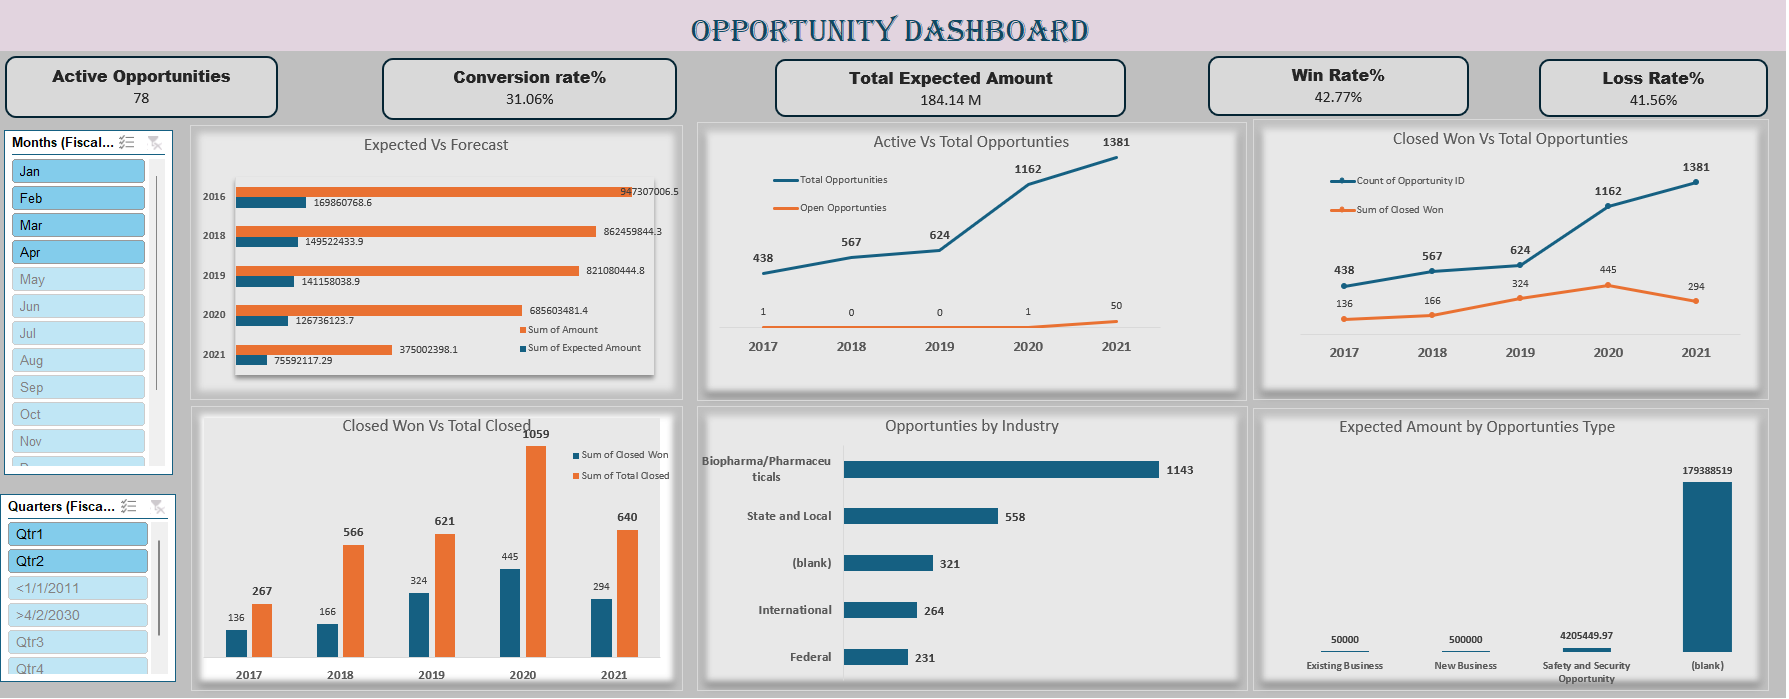 OPPORTUNITY DASHBOARD
Active Opportunities
78
Conversion rate%
31.06%
Total Expected Amount
184.14 M
Win Rate%
42.77%
Loss Rate%
41.56%
Months (Fiscal...
Jan
Feb
Mar
Apr
May
Jun
Jul
Aug
Sep
Oct
Nov
Quarters (Fisca...
Qtr1
Qtr2
<1/1/2011
>4/2/2030
Qtr3
Qtr4
Expected Vs Forecast
2016
947307006.5
169860768.6
2018
862459844.3
149522433.9
2019
821080444.8
141158038.9
2020
685603481.4
126736123.7
2021
375002398.1
75592117.29
Sum of Amount
Sum of Expected Amount
Active Vs Total Opportunties
Total Opportunities
Open Opportunties
438
567
624
1162
1381
1
0
0
1
50
2017
2018
2019
2020
2021
Closed Won Vs Total Opportunties
Count of Opportunity ID
Sum of Closed Won
438
567
624
1162
1381
136
166
324
445
294
2017
2018
2019
2020
2021
Closed Won Vs Total Closed
Sum of Closed Won
Sum of Total Closed
136
267
166
566
324
621
445
1059
294
640
2017
2018
2019
2020
2021
Opportunties by Industry
Biopharma/Pharmaceu
ticals
1143
State and Local
558
(blank)
321
International
264
Federal
231
Expected Amount by Opportunties Type
50000
500000
4205449.97
179388519
Existing Business
New Business
Safety and Security
Opportunity
(blank)